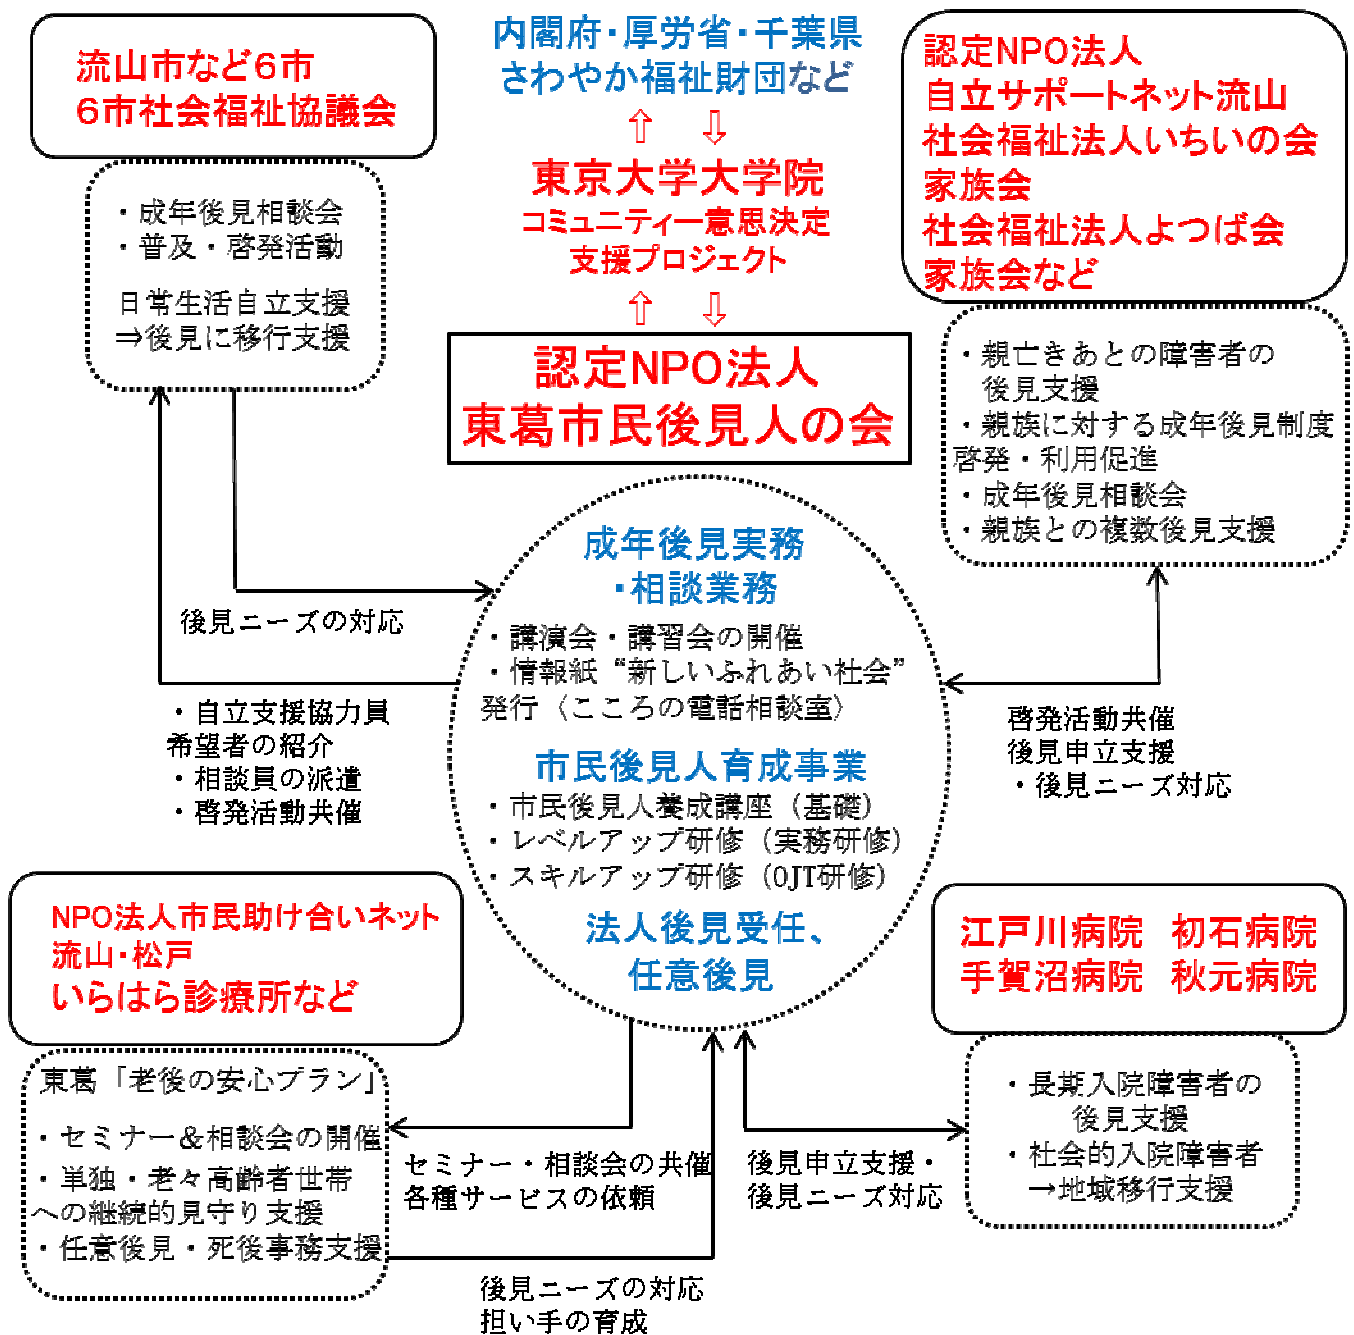 流山市など6市
6市社会福祉協議会
・成年後見相談会
・普及・啓発活動
日常生活自立支援
⇒後見に移行支援
内閣府・厚労省・千葉県
さわやか福祉財団など
⇧ ⇩
東京大学大学院
コミュニティー意思決定
支援プロジェクト
⇧ ⇩
認定NPO法人
東葛市民後見人の会
認定NPO法人
自立サポートネット流山
社会福祉法人いちいの会
家族会
社会福祉法人よつば会
家族会など
・親亡きあとの障害者の
後見支援
・親族に対する成年後見制度
啓発・利用促進
・成年後見相談会
・親族との複数後見支援
後見ニーズの対応
・自立支援協力員
希望者の紹介
・相談員の派遣
・啓発活動共催
成年後見実務
・相談業務
・講演会・講習会の開催
・情報紙“新しいふれあい社会”
発行〈こころの電話相談室〉
市民後見人育成事業
・市民後見人養成講座（基礎）
・レベルアップ研修（実務研修）
・スキルアップ研修（OJT研修）
法人後見受任、
任意後見
啓発活動共催
後見申立支援
・後見ニーズ対応
NPO法人市民助け合いネット
流山・松戸
いらはら診療所など
東葛「老後の安心プラン」
・セミナー＆相談会の開催
・単独・老々高齢者世帯
への継続的見守り支援
・任意後見・死後事務支援
セミナー・相談会の共催
各種サービスの依頼
後見ニーズの対応
担い手の育成
後見申立支援・
後見ニーズ対応
江戸川病院 初石病院
手賀沼病院 秋元病院
・長期入院障害者の
後見支援
・社会的入院障害者
→地域移行支援